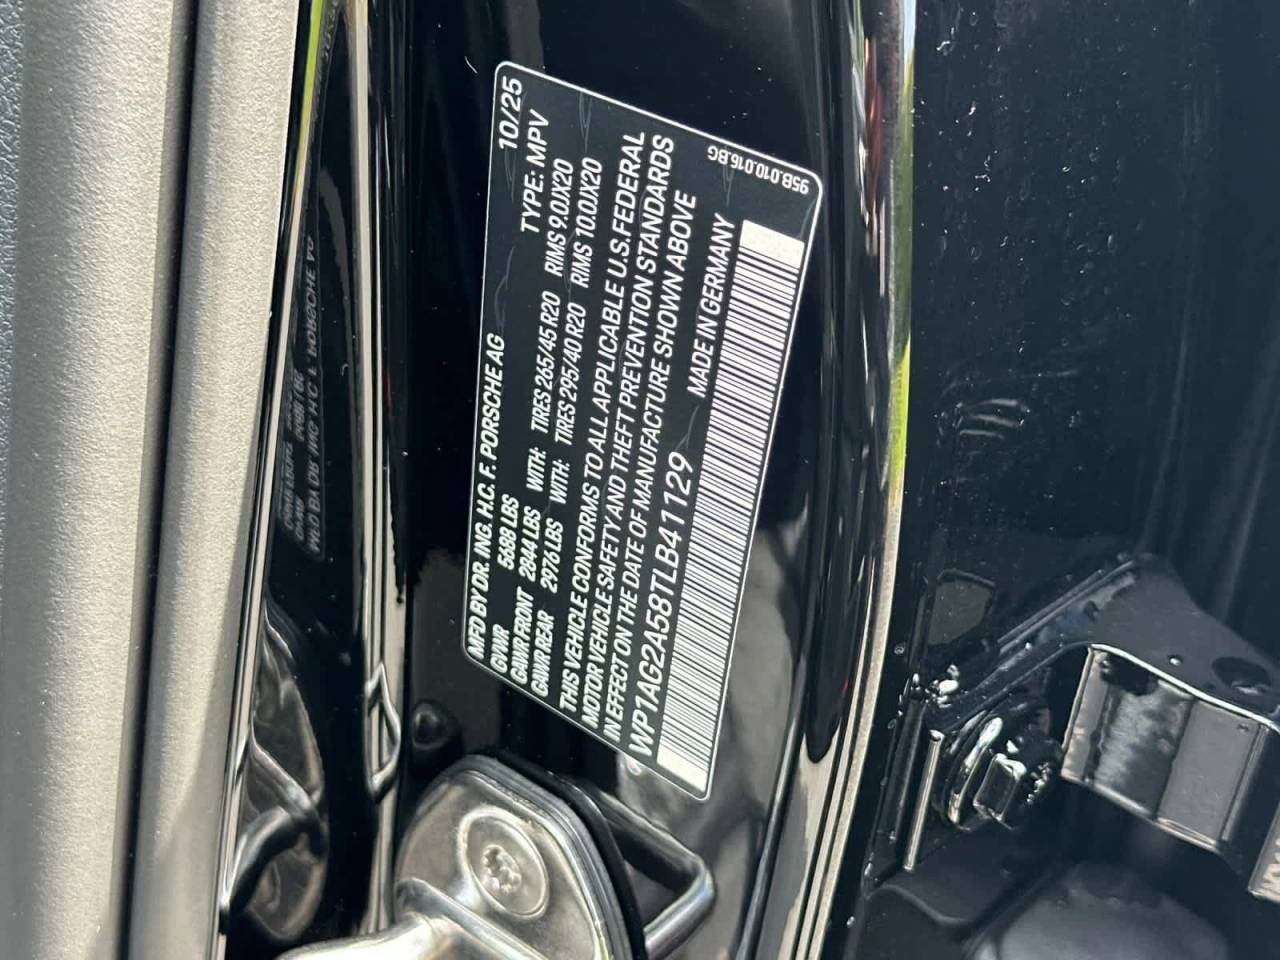 MFD BY DR. ING. H.C. F. PORSCHE AG 10/25
GVWR 5688 LBS TYPE: MPV
GAWR FRONT 2844 LBS WITH: TIRES 265/45 R20 RIMS 9.0JX20
GAWR REAR 2976 LBS WITH: TIRES 295/40 R20 RIMS 10.0JX20
THIS VEHICLE CONFORMS TO ALL APPLICABLE U.S. FEDERAL
MOTOR VEHICLE SAFETY AND THEFT PREVENTION STANDARDS
IN EFFECT ON THE DATE OF MANUFACTURE SHOWN ABOVE
WP1AG2A58TLB41129 MADE IN GERMANY
95B.010.016.BG